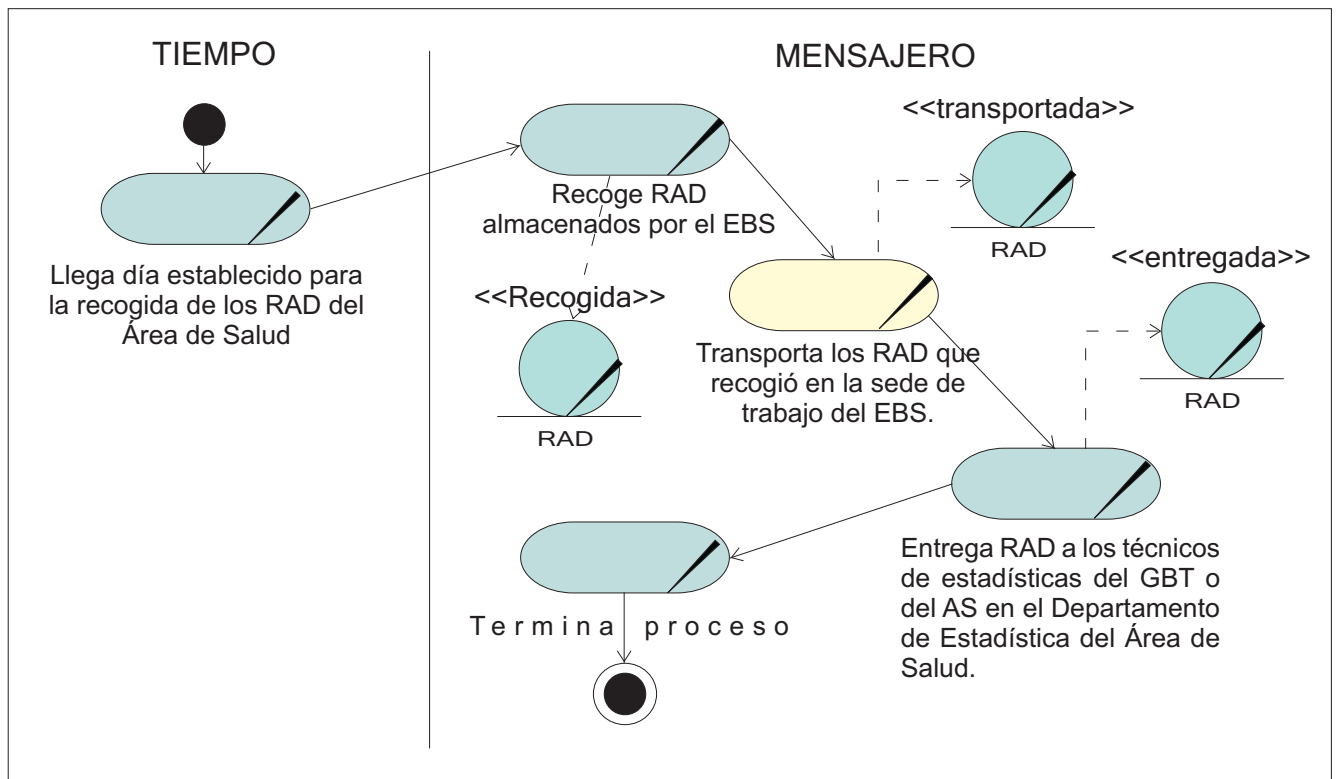 TIEMPO
MENSAJERO
<<transportada>>
RAD
Recoge RAD
almacenados por el EBS
Llega día establecido para
la recogida de los RAD del
Área de Salud
<<Recogida>>
RAD
<<entregada>>
RAD
Transporta los RAD que
recogió en la sede de
trabajo del EBS.
Entrega RAD a los técnicos
de estadísticas del GBT o
del AS en el Departamento
de Estadística del Área de
Salud.
Termina proceso